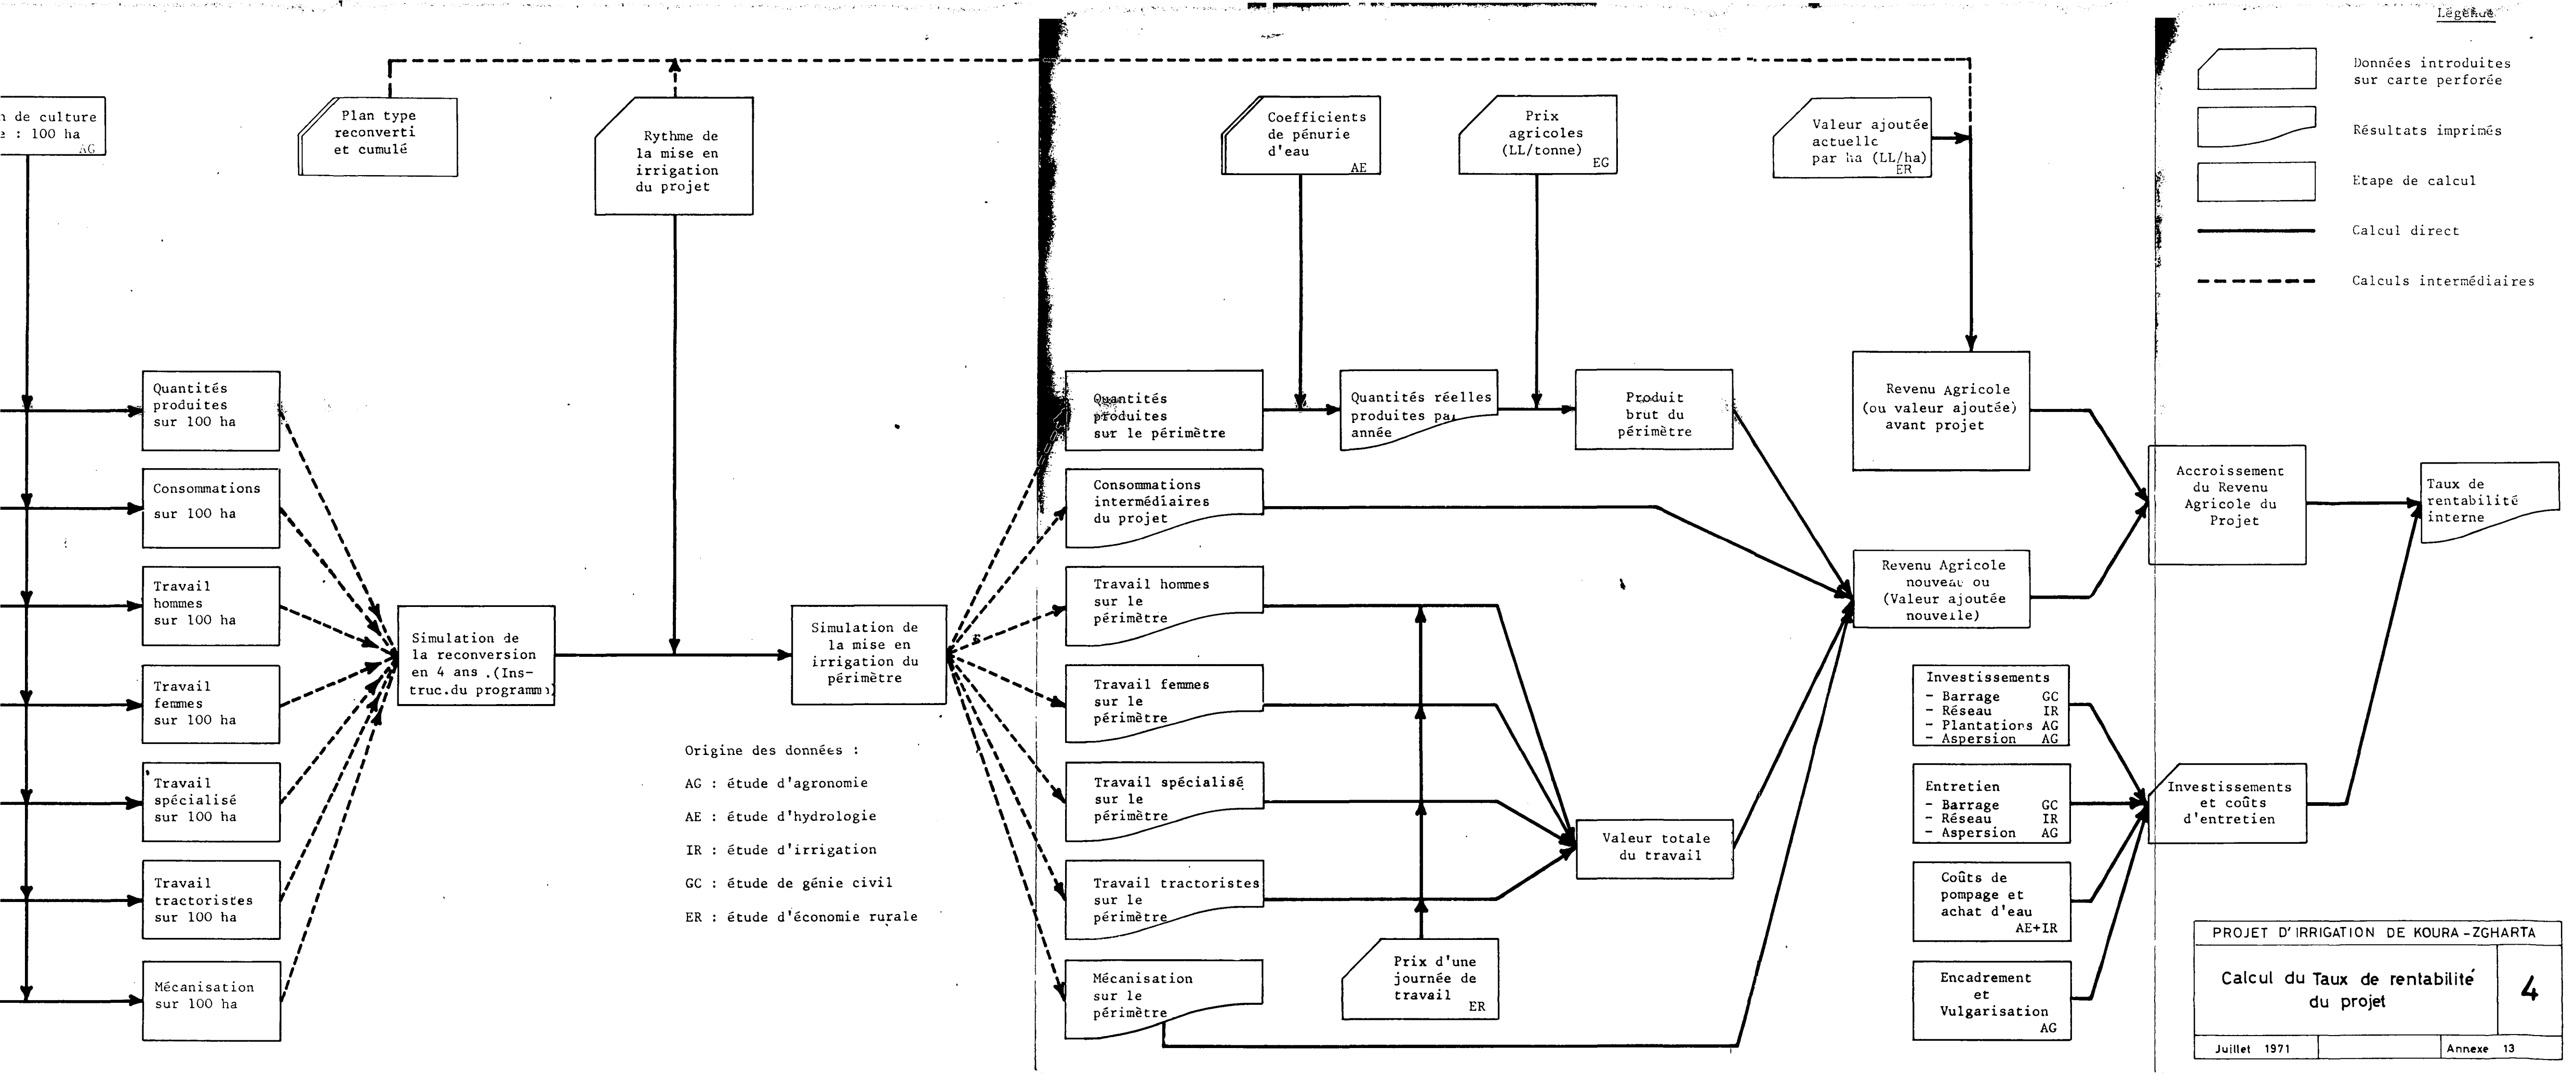 Légende
Données introduites
sur carte perforée
Résultats imprimés
Etape de calcul
Calcul direct
Calculs intermédiaires
de culture
: 100 ha
AG
Plan type
reconverti
et cumulé
Rythme de
la mise en
irrigation
du projet
Coefficients
de pénurie
d'eau
AE
Prix
agricoles
(LL/tonne)
EG
Valeur ajoutée
actuelle
par ha (LL/ha)
ER
Quantités
produites
sur 100 ha
Consommations
sur 100 ha
Travail
hommes
sur 100 ha
Travail
femmes
sur 100 ha
Travail
spécialisé
sur 100 ha
Travail
tractoristes
sur 100 ha
Mécanisation
sur 100 ha
Simulation de
la reconversion
en 4 ans .(Ins-
truc.du programm)
Simulation de
la mise en
irrigation du
périmètre
Origine des données :
AG : étude d'agronomie
AE : étude d'hydrologie
IR : étude d'irrigation
GC : étude de génie civil
ER : étude d'économie rurale
Quantités
produites
sur le périmètre
Quantités réelles
produites par
année
Produit
brut du
périmètre
Consommations
intermédiaires
du projet
Travail hommes
sur le
périmètre
Travail femmes
sur le
périmètre
Travail spécialisé
sur le
périmètre
Travail tractoristes
sur le
périmètre
Mécanisation
sur le
périmètre
Prix d'une
journée de
travail
ER
Valeur totale
du travail
Revenu Agricole
(ou valeur ajoutée)
avant projet
Revenu Agricole
nouveau ou
(Valeur ajoutée
nouvelle)
Accroissement
du Revenu
Agricole du
Projet
Taux de
rentabilité
interne
Investissements
- Barrage GC
- Réseau IR
- Plantations AG
- Aspersion AG
Entretien
- Barrage GC
- Réseau IR
- Aspersion AG
Coûts de
pompage et
achat d'eau
AE+IR
Encadrement
et
Vulgarisation
AG
Investissements
et coûts
d'entretien
PROJET D'IRRIGATION DE KOURA-ZGHARTA
Calcul du Taux de rentabilité
du projet
4
Juillet 1971
Annexe 13